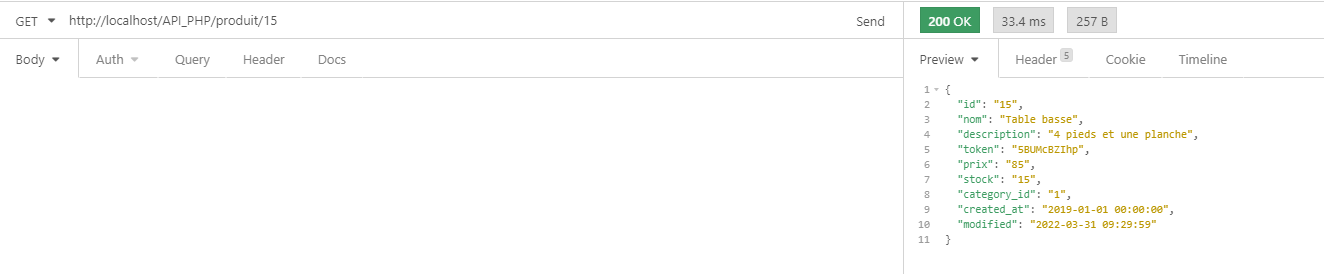 GET http://localhost/API_PHP/produit/15 Send 200 OK 33.4 ms 257 B
Body Auth Query Header Docs Preview Header 5 Cookie Timeline
1 {
2 "id": "15",
3 "nom": "Table basse",
4 "description": "4 pieds et une planche",
5 "token": "5BUMcBZIhp",
6 "prix": "85",
7 "stock": "15",
8 "category_id": "1",
9 "created_at": "2019-01-01 00:00:00",
10 "modified": "2022-03-31 09:29:59"
11 }